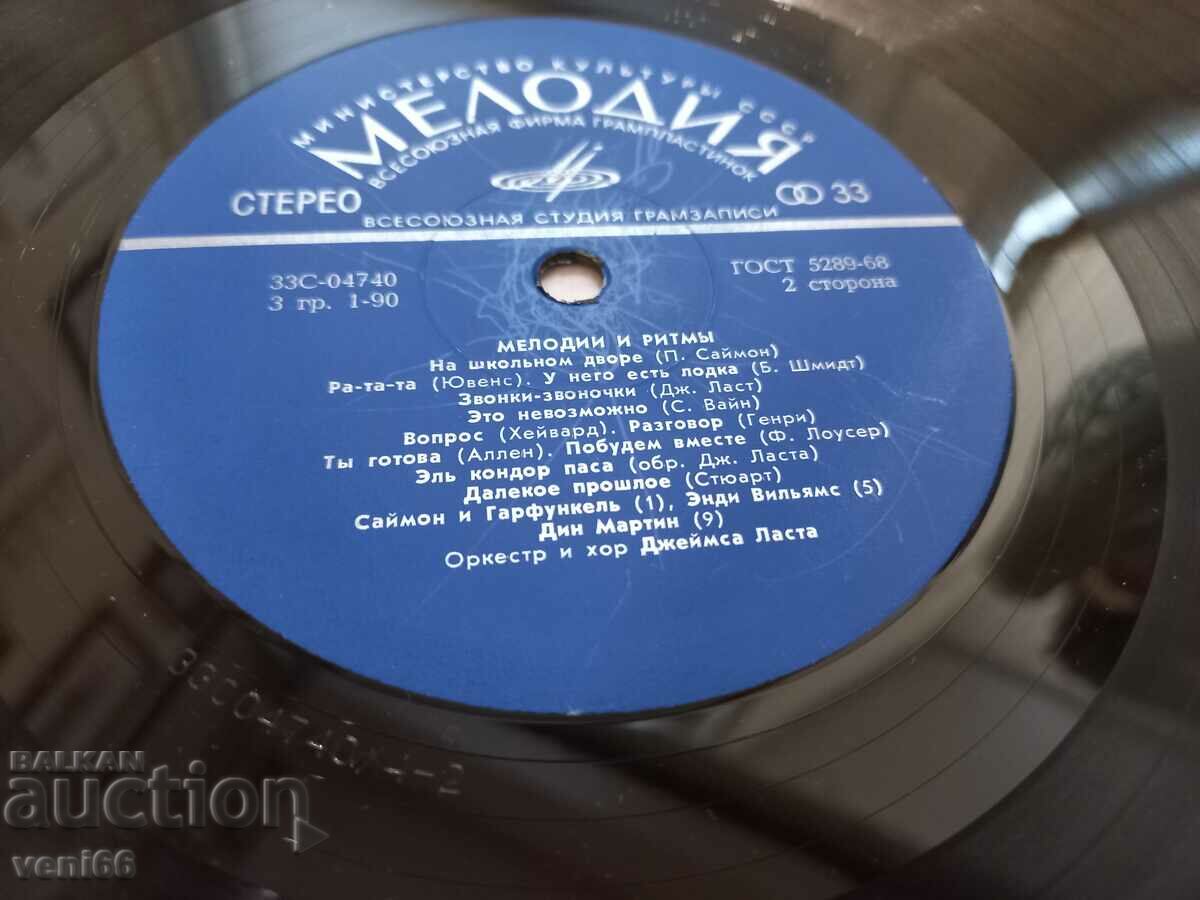 МИНИСТЕРСТВО КУЛЬТУРЫ СССР
МЕЛОДИЯ
ВСЕСОЮЗНАЯ ФИРМА ГРАМПЛАСТИНОК
СТЕРЕО
33
ВСЕСОЮЗНАЯ СТУДИЯ ГРАМЗАПИСИ
33С-04740
ГОСТ 5289-68
3 гр. 1-90
2 сторона
МЕЛОДИИ И РИТМЫ
На школьном дворе (П. Саймон)
Ра-та-та (Ювенс). У него есть лодка (Б. Шмидт)
Звонки-звоночки (Дж. Ласт)
Это невозможно (С. Вайн)
Вопрос (Хейвард). Разговор (Генри)
Ты готова (Аллен). Побудем вместе (Ф. Лоусер)
Эль кондор паса (обр. Дж. Ласта)
Далекое прошлое (Стюарт)
Саймон и Гарфункель (1), Энди Вильямс (5)
Дин Мартин (9)
Оркестр и хор Джеймса Ласта
BALKAN
auction
veni66